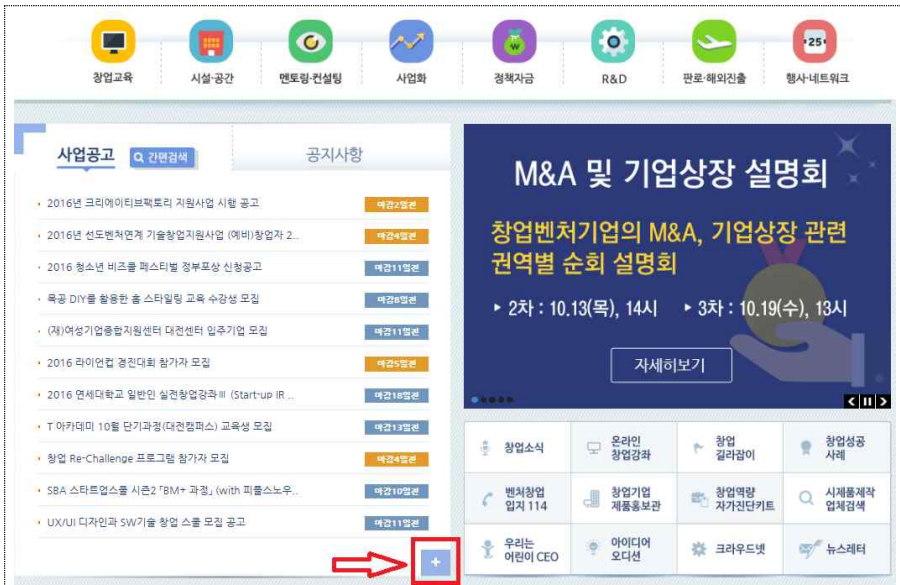 창업교육
시설·공간
멘토링·컨설팅
사업화
정책자금
R&D
판로·해외진출
25
행사·네트워크
사업공고 간편검색 공지사항
2016년 크리에이티브팩토리 지원사업 시행 공고 마감2일전
2016년 선도벤처연계 기술창업지원사업 (예비)창업자 2.. 마감4일전
2016 청소년 비즈쿨 페스티벌 정부포상 신청공고 마감11일전
목공 DIY를 활용한 홈 스타일링 교육 수강생 모집 마감8일전
(재)여성기업종합지원센터 대전센터 입주기업 모집 마감11일전
2016 라이언컵 경진대회 참가자 모집 마감5일전
2016 연세대학교 일반인 실전창업강좌Ⅲ (Start-up IR .. 마감18일전
T 아카데미 10월 단기과정(대전캠퍼스) 교육생 모집 마감13일전
창업 Re-Challenge 프로그램 참가자 모집 마감4일전
SBA 스타트업스쿨 시즌2 「BM+ 과정」 (with 피플스노우.. 마감10일전
UX/UI 디자인과 SW기술 창업 스쿨 모집 공고 마감11일전
+
M&A 및 기업상장 설명회
창업벤처기업의 M&A, 기업상장 관련
권역별 순회 설명회
▸ 2차 : 10.13(목), 14시 ▸ 3차 : 10.19(수), 13시
자세히보기
창업소식
온라인
창업강좌
창업
길라잡이
창업성공
사례
벤처창업
입지 114
창업기업
제품홍보관
창업역량
자가진단키트
시제품제작
업체검색
우리는
어린이 CEO
아이디어
오디션
크라우드넷
뉴스레터